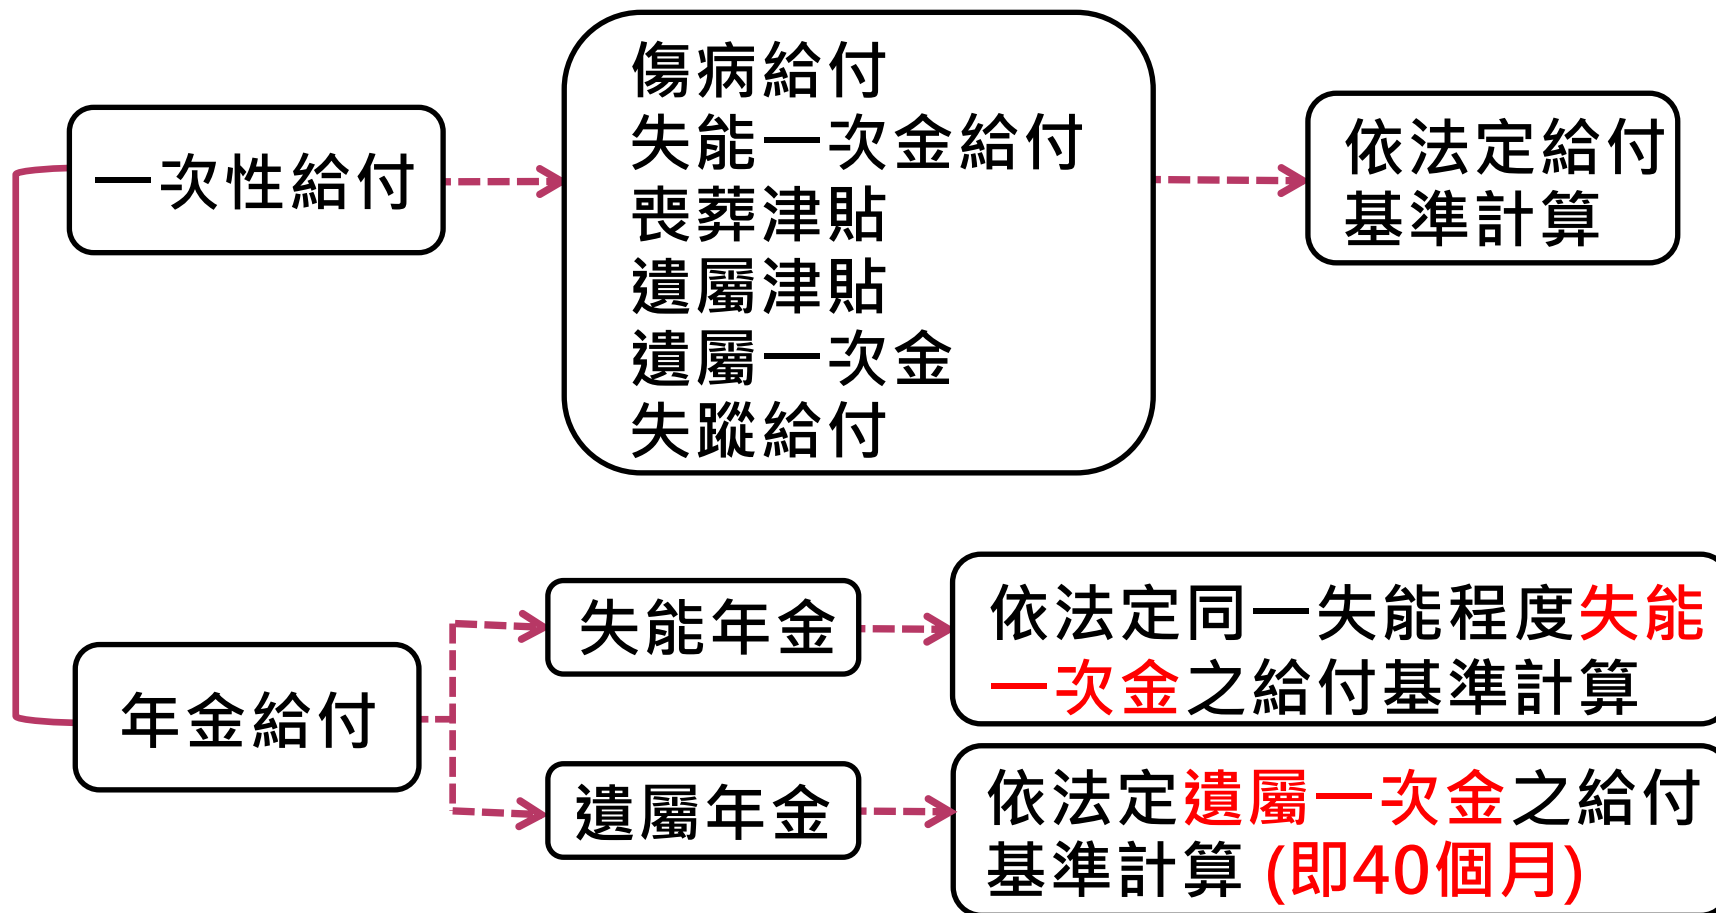 一次性給付
傷病給付
失能一次金給付
喪葬津貼
遺屬津貼
遺屬一次金
失蹤給付
依法定給付
基準計算
年金給付
失能年金
依法定同一失能程度失能
一次金之給付基準計算
遺屬年金
依法定遺屬一次金之給付
基準計算 (即40個月)